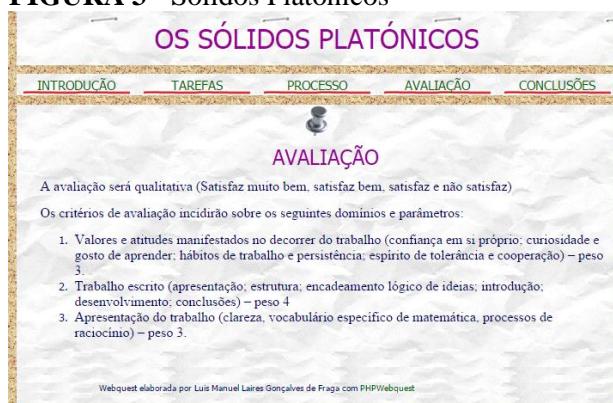 FIGURA 3 - Sólidos Platônicos
OS SÓLIDOS PLATÓNICOS
INTRODUÇÃO TAREFAS PROCESSO AVALIAÇÃO CONCLUSÕES
AVALIAÇÃO
A avaliação será qualitativa (Satisfaz muito bem, satisfaz bem, satisfaz e não satisfaz)
Os critérios de avaliação incidirão sobre os seguintes domínios e parâmetros:
1. Valores e atitudes manifestados no decorrer do trabalho (confiança em si próprio; curiosidade e
gosto de aprender; hábitos de trabalho e persistência; espírito de tolerância e cooperação) – peso
3.
2. Trabalho escrito (apresentação; estrutura; encadeamento lógico de ideias; introdução;
desenvolvimento; conclusões) – peso 4
3. Apresentação do trabalho (clareza, vocabulário específico de matemática, processos de
raciocínio) – peso 3.
Webquest elaborada por Luis Manuel Laires Gonçalves de Fraga com PHPWebquest